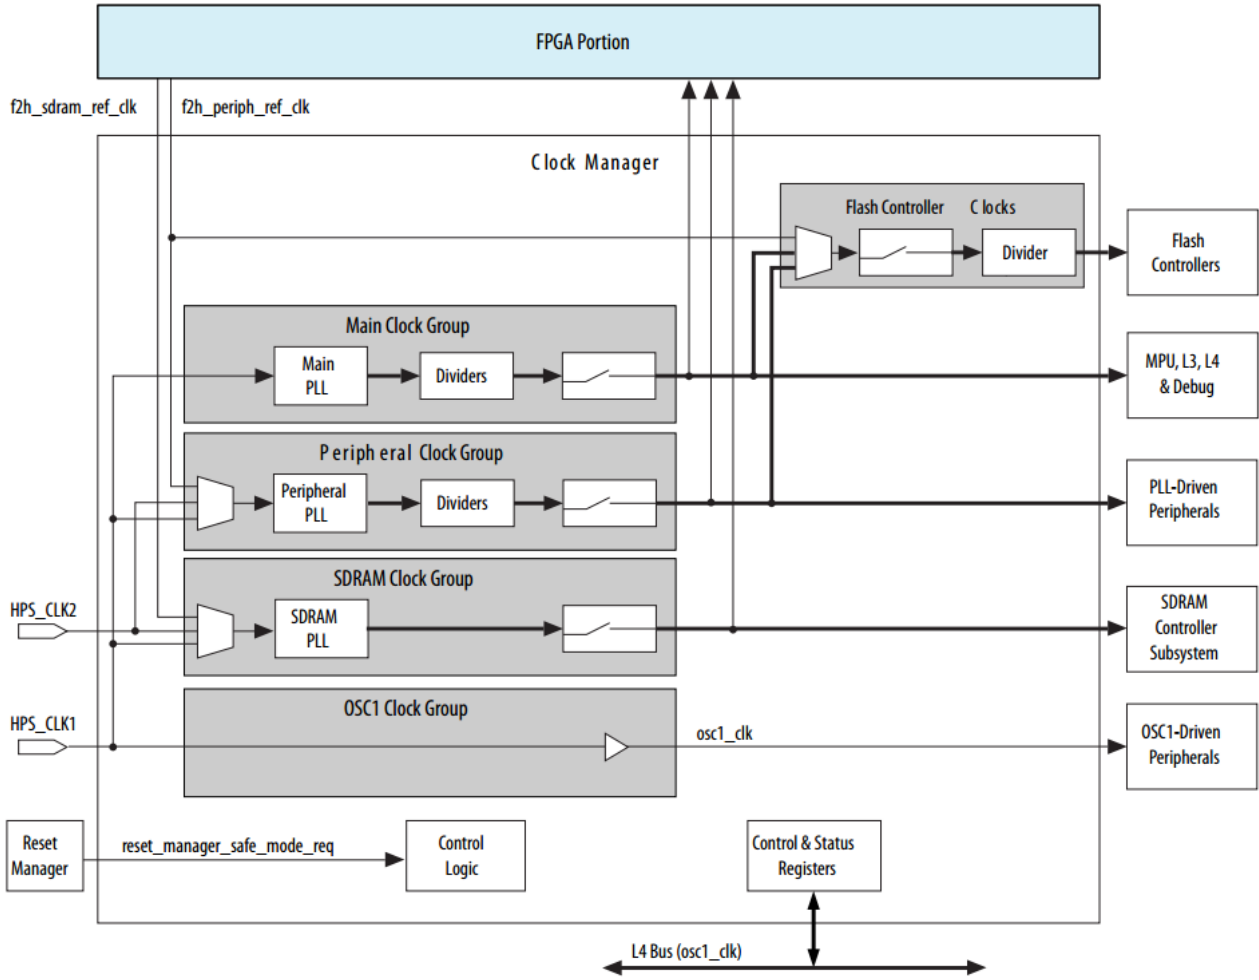 FPGA Portion
f2h_sdram_ref_clk
f2h_periph_ref_clk
Clock Manager
Flash Controller Clocks
Divider
Flash
Controllers
Main Clock Group
Main
PLL
Dividers
MPU, L3, L4
& Debug
Peripheral Clock Group
Peripheral
PLL
Dividers
PLL-Driven
Peripherals
SDRAM Clock Group
HPS_CLK2
SDRAM
PLL
SDRAM
Controller
Subsystem
OSC1 Clock Group
HPS_CLK1
osc1_clk
OSC1-Driven
Peripherals
Reset
Manager
reset_manager_safe_mode_req
Control
Logic
Control & Status
Registers
L4 Bus (osc1_clk)